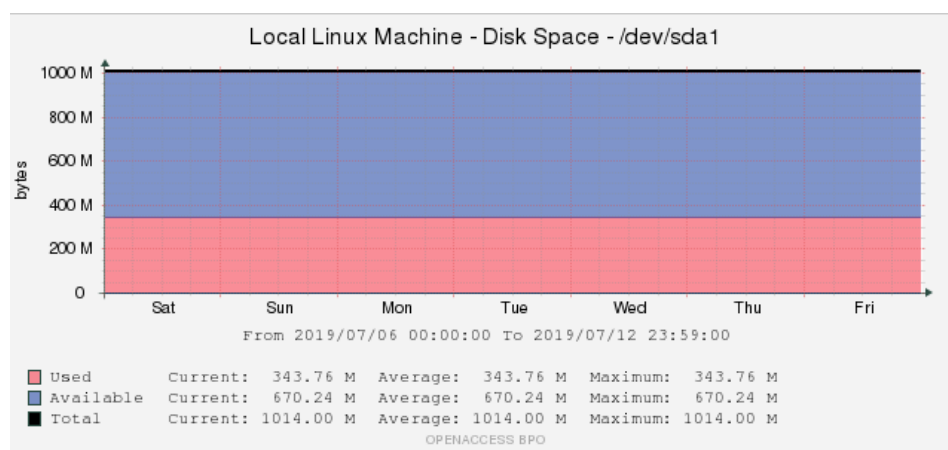 Local Linux Machine - Disk Space - /dev/sda1
1000 M
800 M
600 M
400 M
200 M
0
bytes
Sat Sun Mon Tue Wed Thu Fri
From 2019/07/06 00:00:00 To 2019/07/12 23:59:00
Used Current: 343.76 M Average: 343.76 M Maximum: 343.76 M
Available Current: 670.24 M Average: 670.24 M Maximum: 670.24 M
Total Current: 1014.00 M Average: 1014.00 M Maximum: 1014.00 M
OPENACCESS BPO